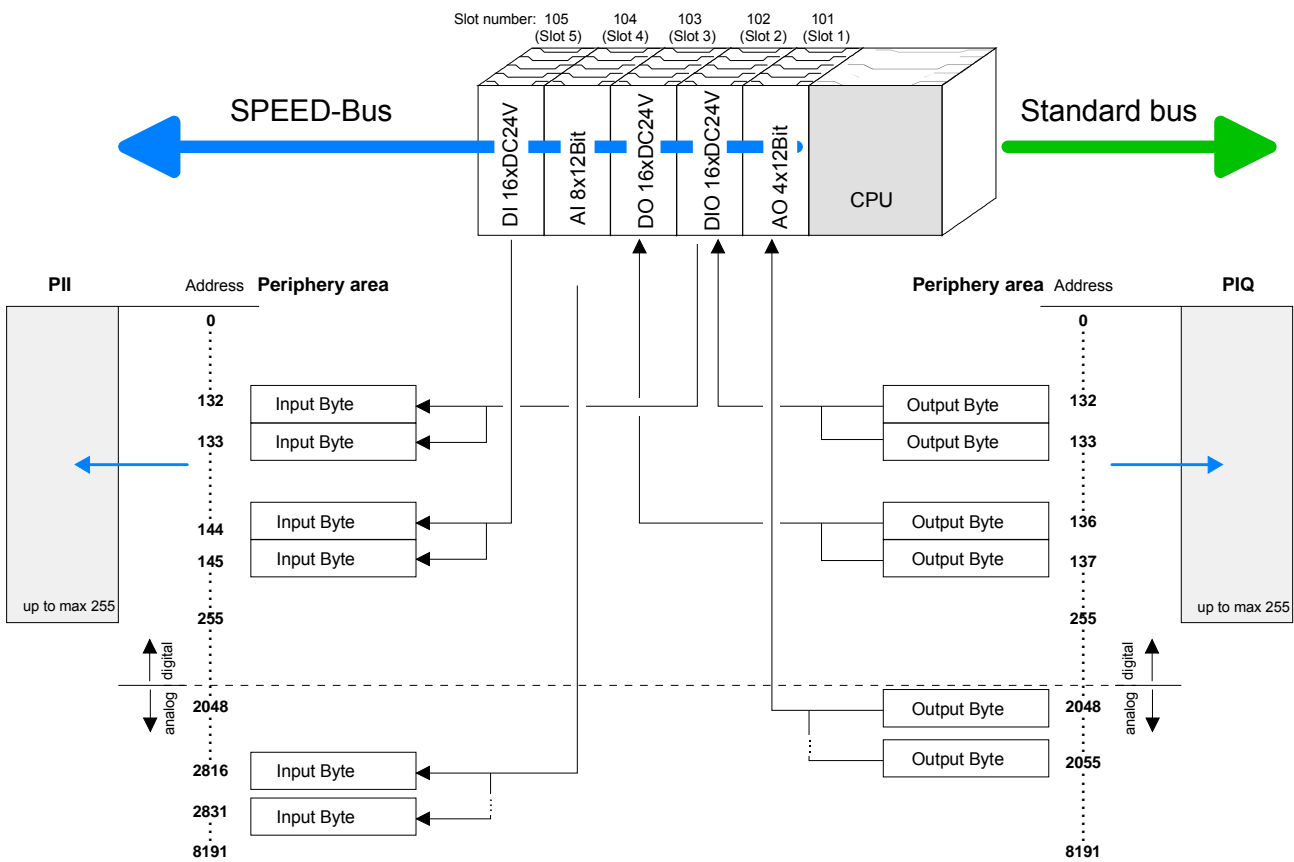 Slot number: 105 104 103 102 101
(Slot 5) (Slot 4) (Slot 3) (Slot 2) (Slot 1)
SPEED-Bus
DI 16xDC24V
AI 8x12Bit
DO 16xDC24V
DIO 16xDC24V
AO 4x12Bit
CPU
Standard bus
PII Address Periphery area Periphery area Address PIQ
0 0
132 Input Byte Output Byte 132
133 Input Byte Output Byte 133
144 Input Byte Output Byte 136
145 Input Byte Output Byte 137
up to max 255 255 255 up to max 255
digital digital
analog analog
2048 Output Byte 2048
Output Byte 2055
2816 Input Byte
2831 Input Byte
8191 8191